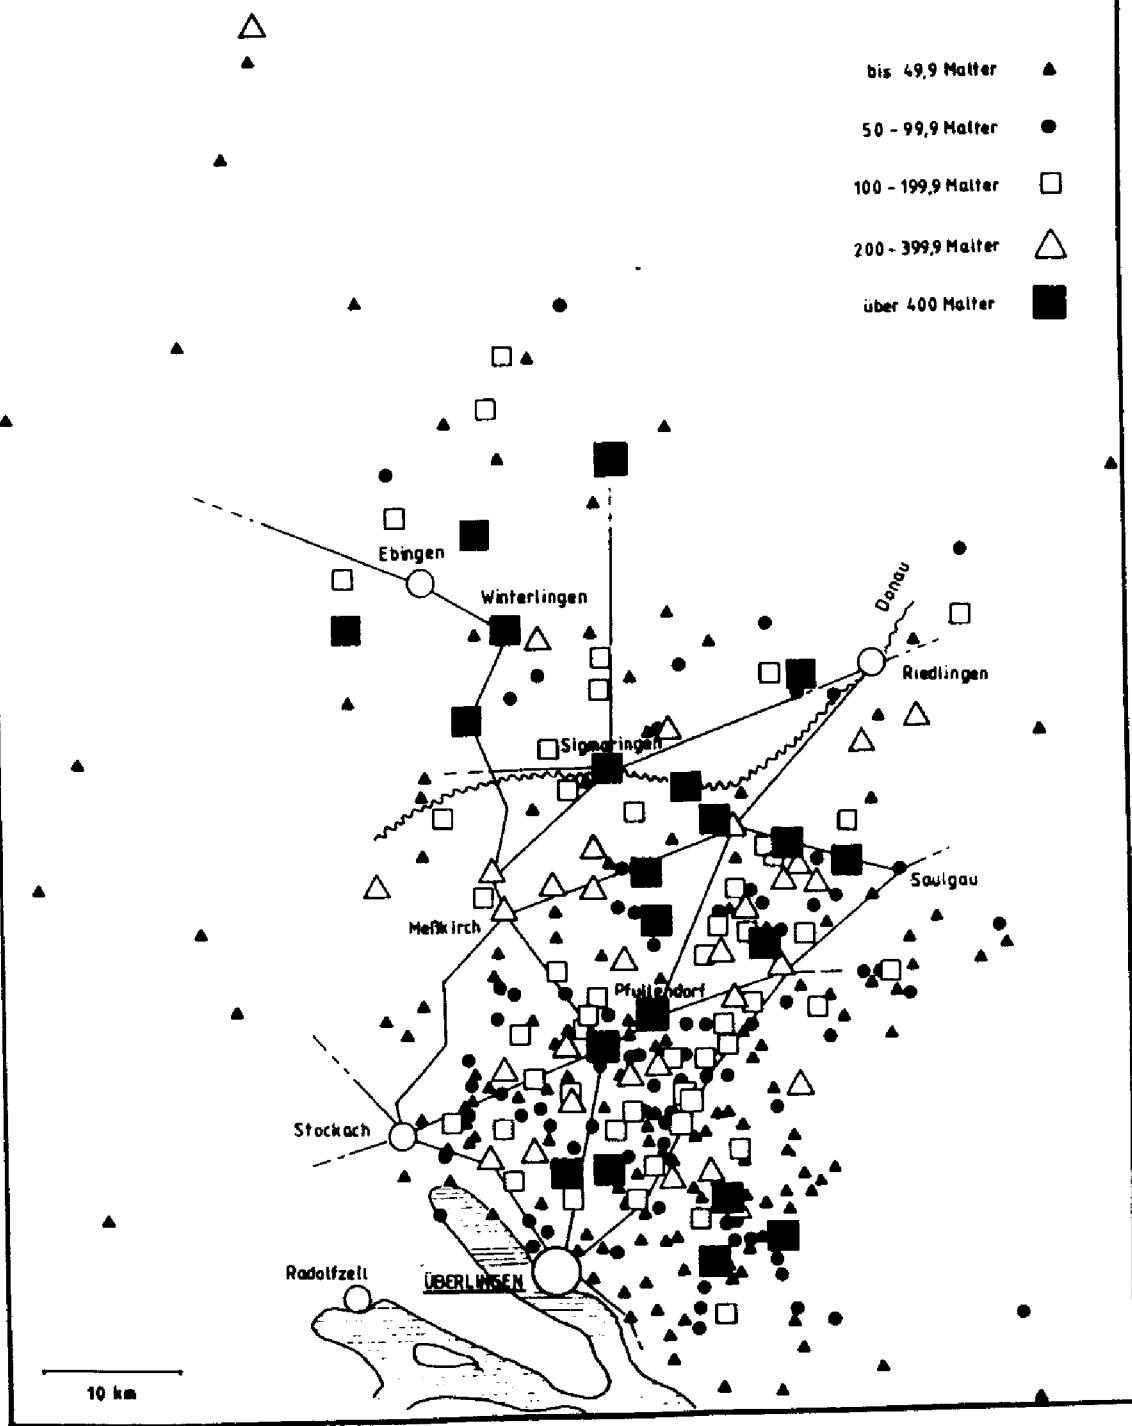 bis 49,9 Malter
50 - 99,9 Malter
100 - 199,9 Malter
200 - 399,9 Malter
über 400 Malter
Ebingen
Winterlingen
Donau
Riedlingen
Sigmaringen
Saulgau
Meßkirch
Pfullendorf
Stockach
Radolfzell
ÜBERLINGEN
10 km